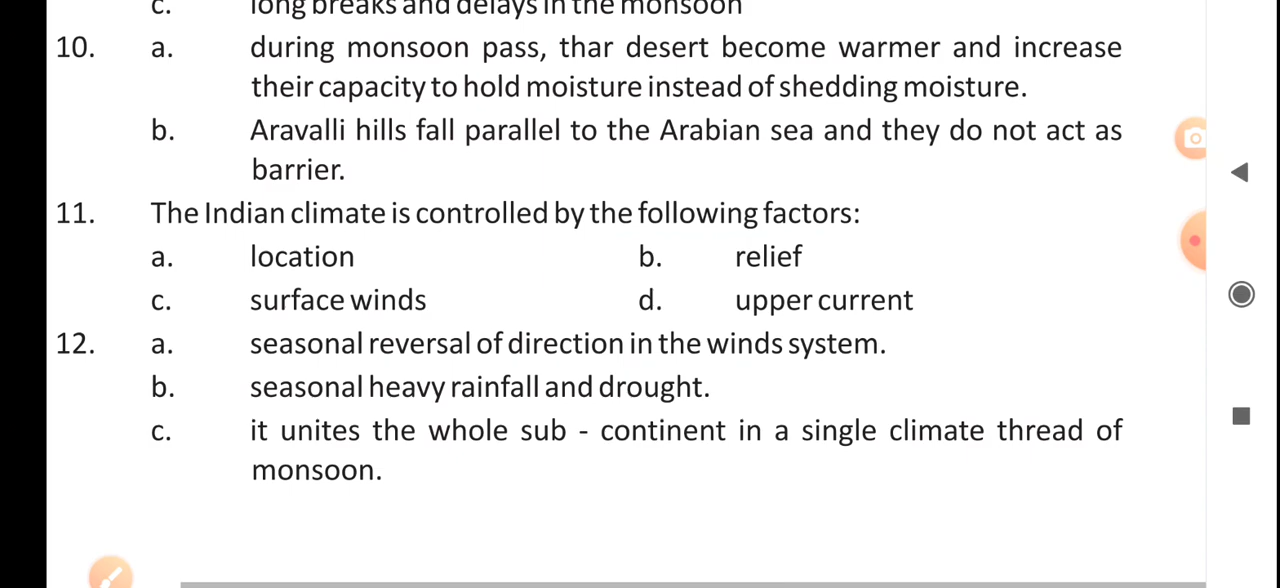 c. long breaks and delays in the monsoon
10. a. during monsoon pass, thar desert become warmer and increase
their capacity to hold moisture instead of shedding moisture.
b. Aravalli hills fall parallel to the Arabian sea and they do not act as
barrier.
11. The Indian climate is controlled by the following factors:
a. location b. relief
c. surface winds d. upper current
12. a. seasonal reversal of direction in the winds system.
b. seasonal heavy rainfall and drought.
c. it unites the whole sub - continent in a single climate thread of
monsoon.